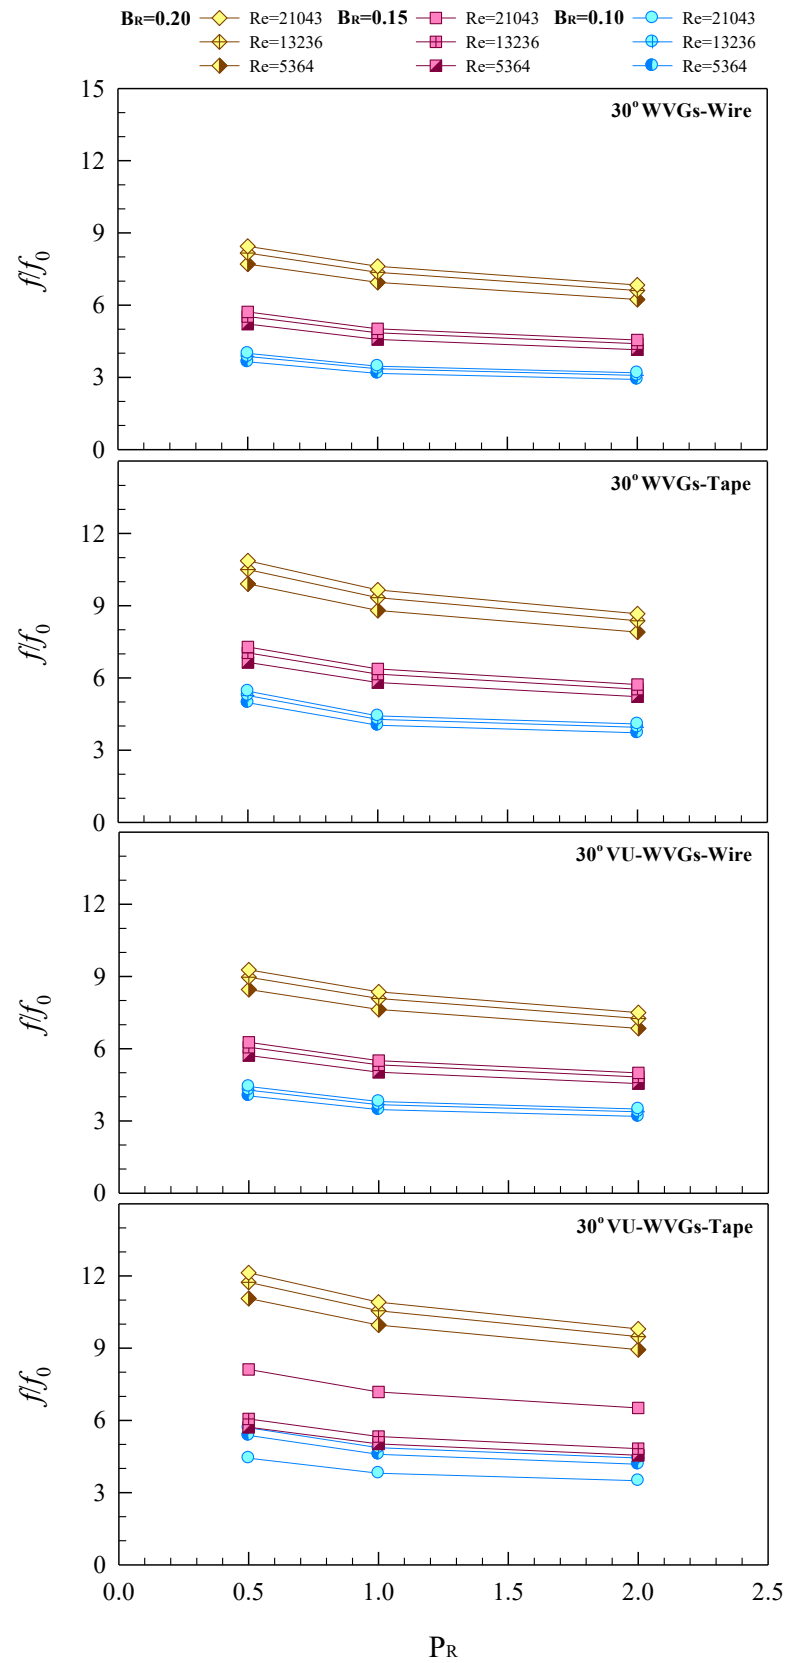 BR=0.20 Re=21043 BR=0.15 Re=21043 BR=0.10 Re=21043
Re=13236 Re=13236 Re=13236
Re=5364 Re=5364 Re=5364
15
30° WVGs-Wire
12
9
f/f0
6
3
0
30° WVGs-Tape
12
9
f/f0
6
3
0
30° VU-WVGs-Wire
12
9
f/f0
6
3
0
30° VU-WVGs-Tape
12
9
f/f0
6
3
0
0.0 0.5 1.0 1.5 2.0 2.5
PR